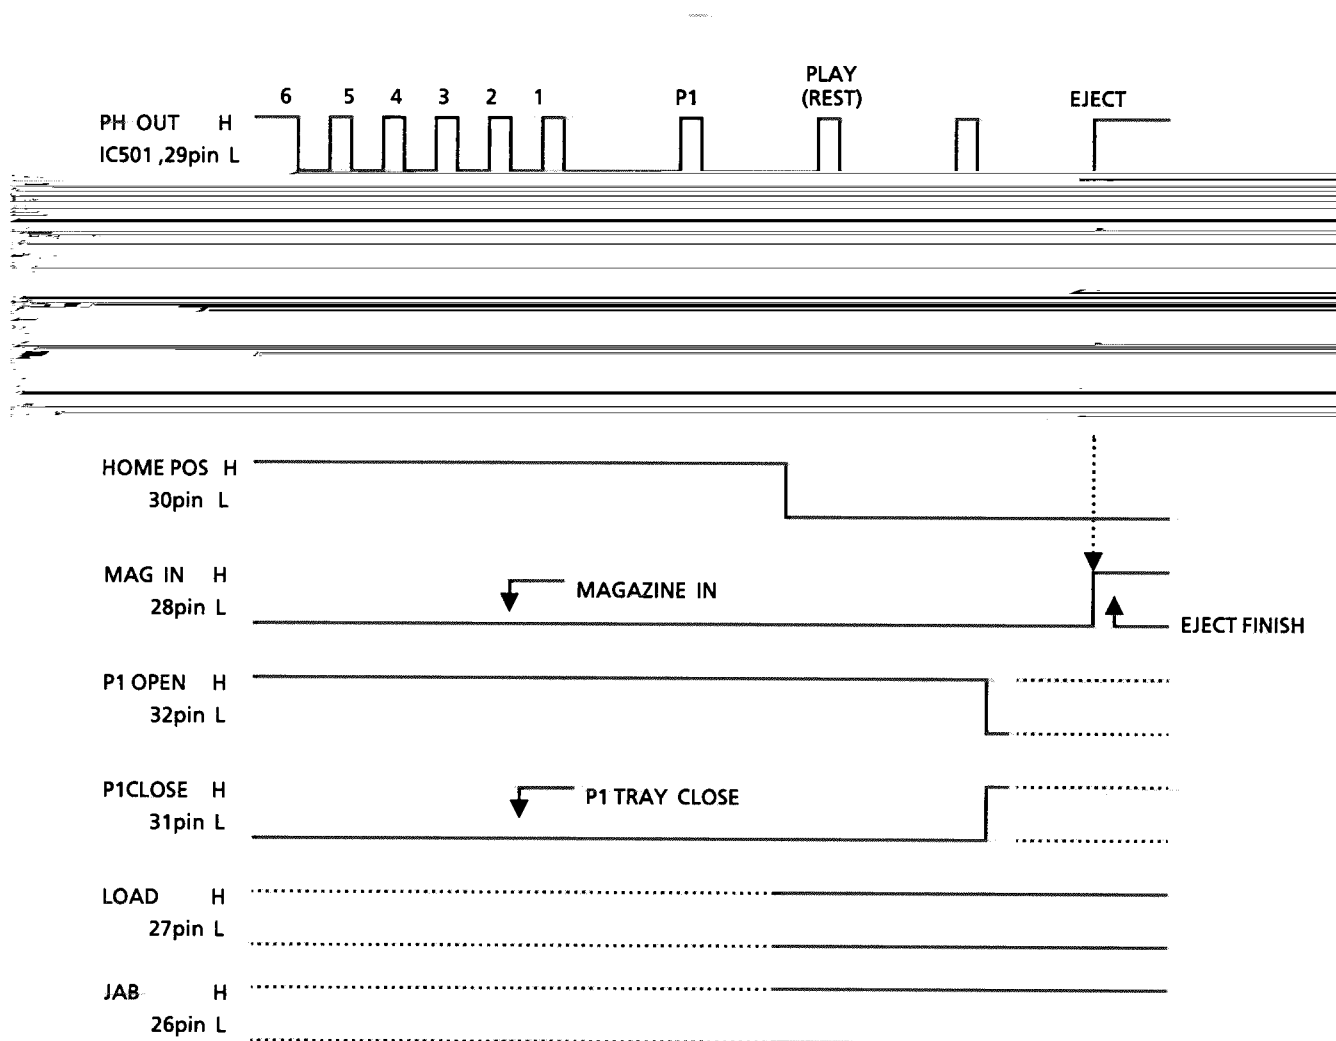 PLAY
6 5 4 3 2 1 P1 (REST) EJECT
PH OUT H
IC501 ,29pin L
HOME POS H
30pin L
MAG IN H
MAGAZINE IN
28pin L
EJECT FINISH
P1 OPEN H
32pin L
P1CLOSE H
P1 TRAY CLOSE
31pin L
LOAD H
27pin L
JAB H
26pin L